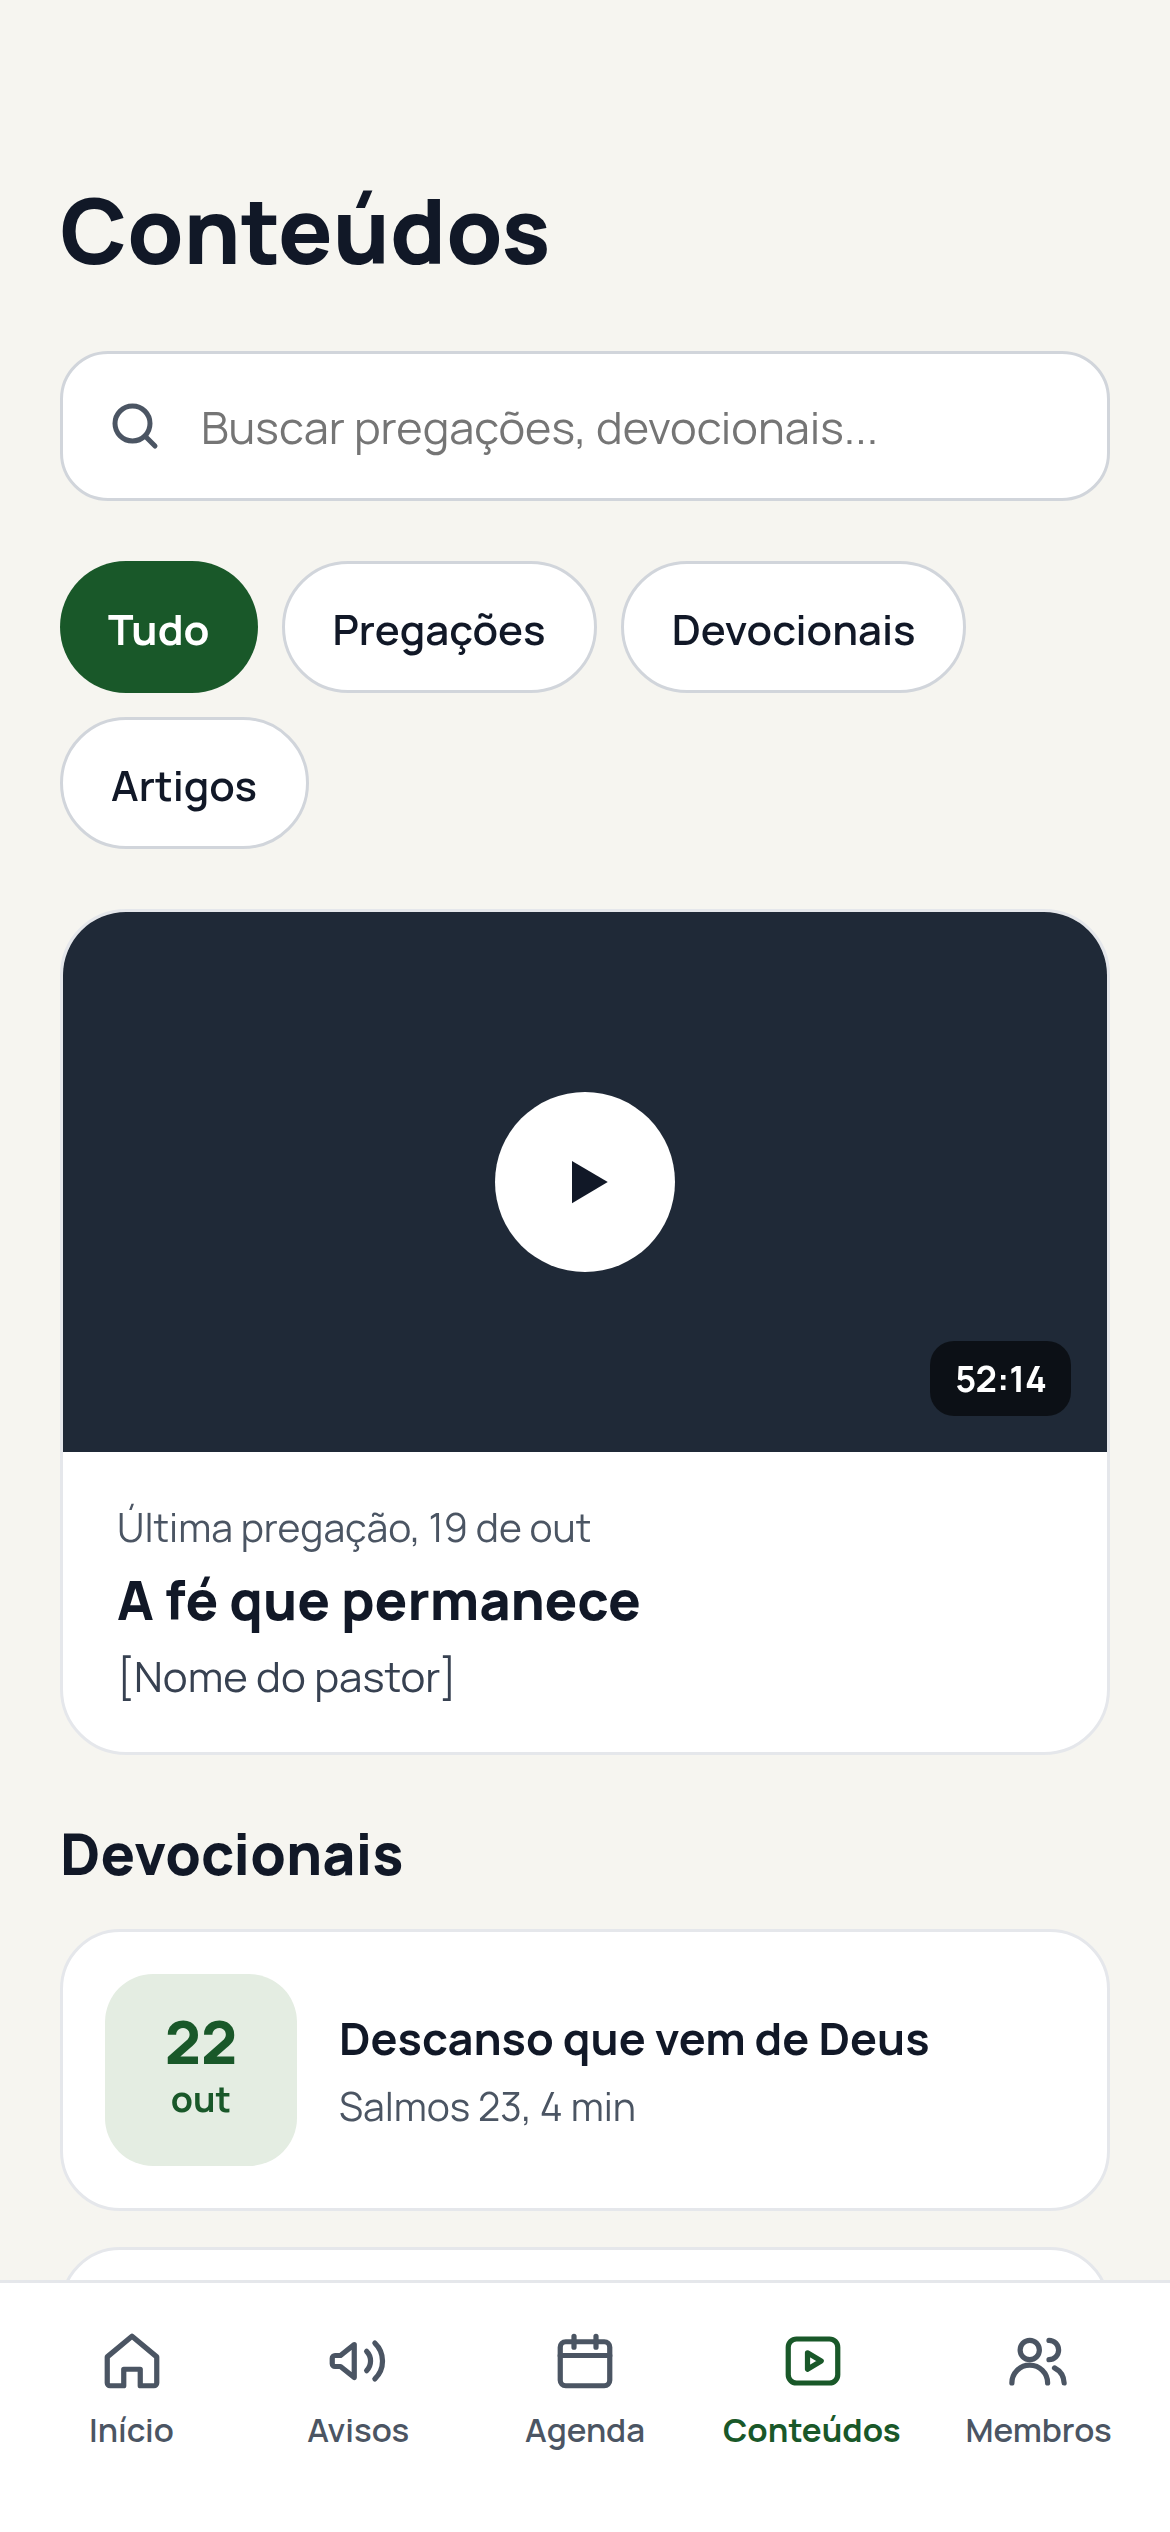 Conteúdos
Buscar pregações, devocionais...
Tudo
Pregações
Devocionais
Artigos
52:14
Última pregação, 19 de out
A fé que permanece
[Nome do pastor]
Devocionais
22
out
Descanso que vem de Deus
Salmos 23, 4 min
Início
Avisos
Agenda
Conteúdos
Membros